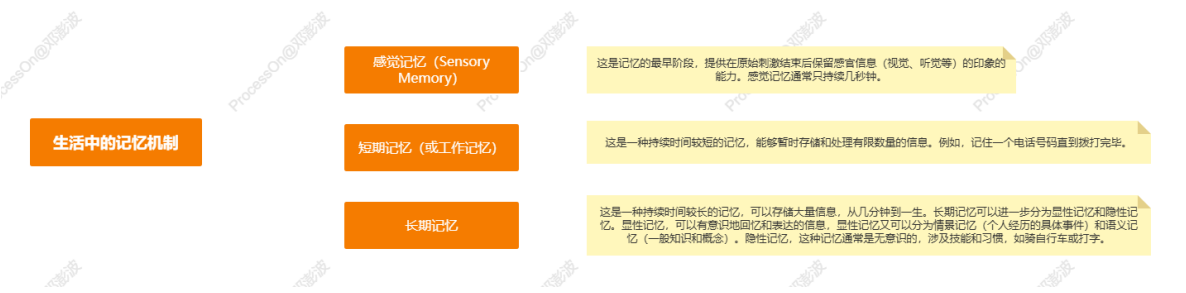 生活中的记忆机制
感觉记忆（Sensory
Memory）
这是记忆的最早阶段，提供在原始刺激结束后保留感官信息（视觉、听觉等）的印象的
能力。感觉记忆通常只持续几秒钟。
短期记忆（或工作记忆）
这是一种持续时间较短的记忆，能够暂时存储和处理有限数量的信息。例如，记住一个电话号码直到拨打完毕。
长期记忆
这是一种持续时间较长的记忆，可以存储大量信息，从几分钟到一生。长期记忆可以进一步分为显性记忆和隐性记
忆。显性记忆，可以有意识地回忆和表达的信息，显性记忆又可以分为情景记忆（个人经历的具体事件）和语义记
忆（一般知识和概念）。隐性记忆，这种记忆通常是无意识的，涉及技能和习惯，如骑自行车或打字。
ProcessOn@邓澎波